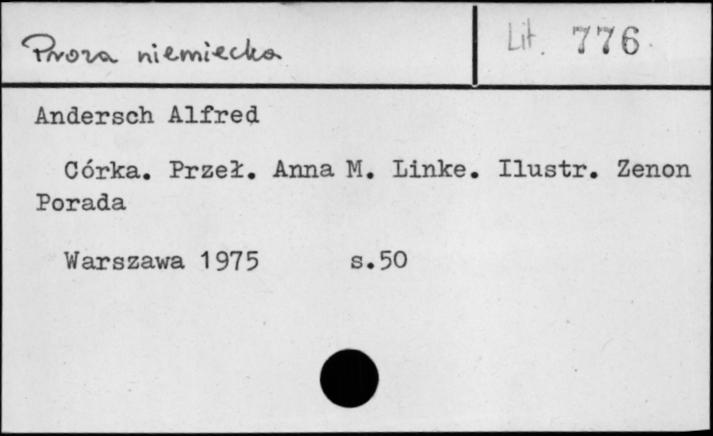 Proza niemiecka
Lit. 776
Andersch Alfred
Córka. Przeł. Anna M. Linke. Ilustr. Zenon
Porada
Warszawa 1975 s.50